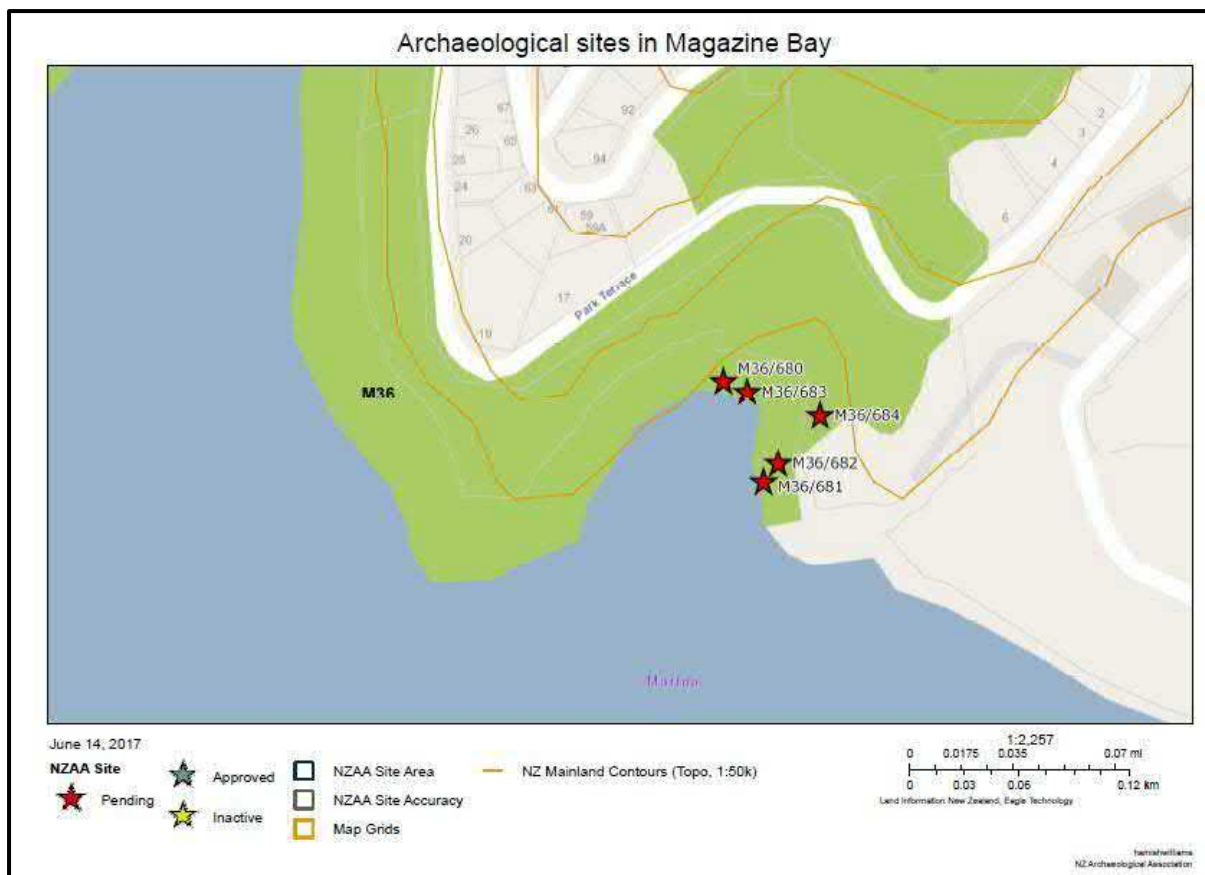 Archaeological sites in Magazine Bay
92
2
67
26
65
3
28
94
4
24
63
61
59
59A
6
20
17
Park Terrace
19
M36/680
M36/683
M36
M36/684
M36/682
M36/681
Marina
June 14, 2017
NZAA Site
Pending
Approved
Inactive
NZAA Site Area
NZAA Site Accuracy
Map Grids
NZ Mainland Contours (Topo, 1:50k)
1:2,257
0 0.0175 0.035 0.07 mi
0 0.03 0.06 0.12 km
Land Information New Zealand, Eagle Technology
hamishwilliams
NZ Archaeological Association